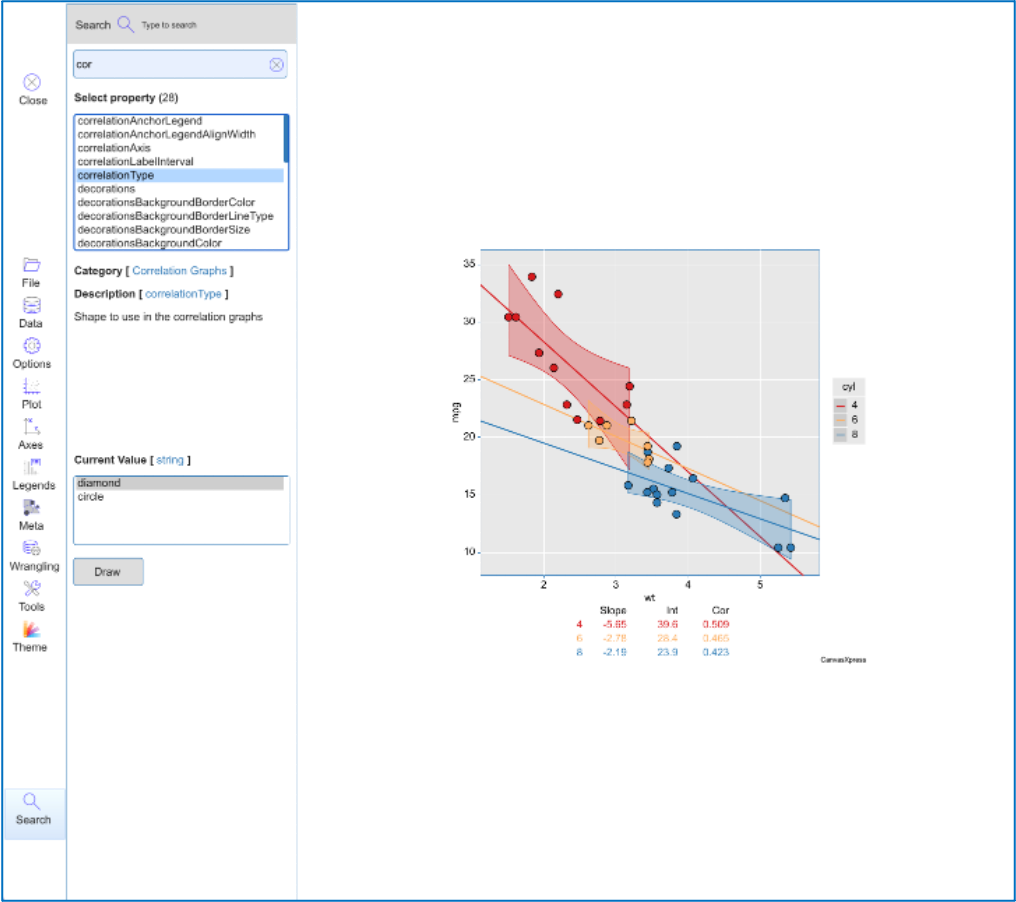 Search Type to search
cor
Close
Select property (28)
correlationAnchorLegend
correlationAnchorLegendAlignWidth
correlationAxis
correlationLabelInterval
correlationType
decorations
decorationsBackgroundBorderColor
decorationsBackgroundBorderLineType
decorationsBackgroundBorderSize
decorationsBackgroundColor
Category [ Correlation Graphs ]
Description [ correlationType ]
Shape to use in the correlation graphs
Current Value [ string ]
diamond
circle
Draw
File
Data
Options
Plot
Axes
Legends
Meta
Wrangling
Tools
Theme
Search
35
30
25
20
15
10
mpg
2 3 4 5
wt
cyl
4
6
8
Slope Int Cor
4 -5.65 39.6 0.509
6 -2.78 28.4 0.465
8 -2.19 23.9 0.423
CanvasXpress